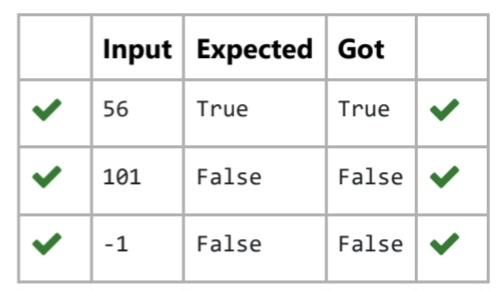 Input Expected Got
56 True True
101 False False
-1 False False